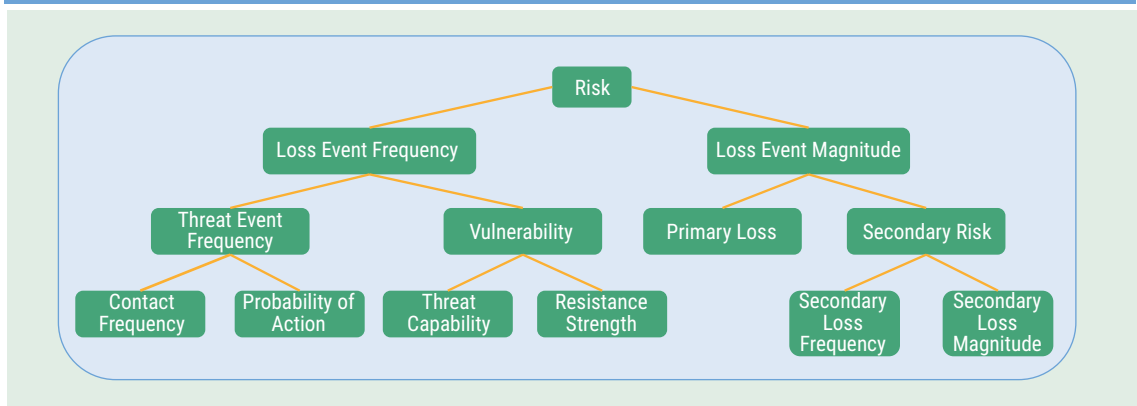 Risk
Loss Event Frequency
Loss Event Magnitude
Threat Event
Frequency
Vulnerability
Primary Loss
Secondary Risk
Contact
Frequency
Probability of
Action
Threat
Capability
Resistance
Strength
Secondary
Loss
Frequency
Secondary
Loss
Magnitude